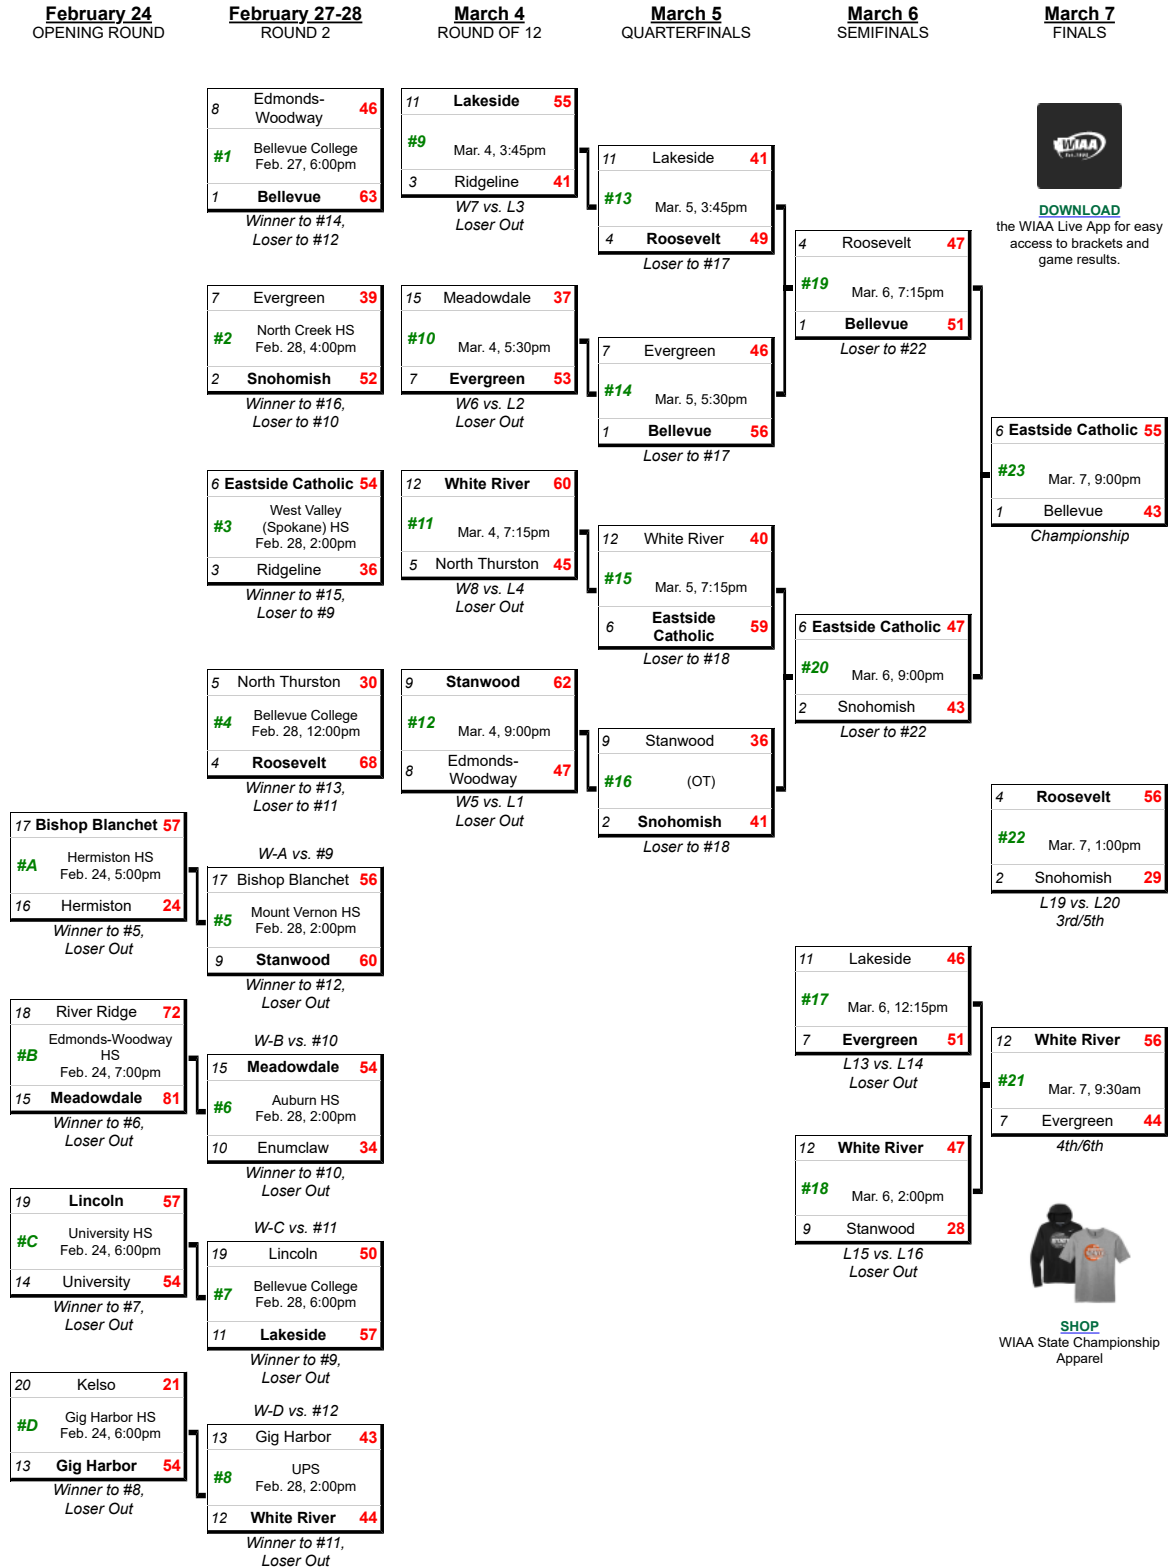 February 24
OPENING ROUND
February 27-28
ROUND 2
March 4
ROUND OF 12
March 5
QUARTERFINALS
March 6
SEMIFINALS
March 7
FINALS
8 Edmonds-
Woodway 46
#1 Bellevue College
Feb. 27, 6:00pm
1 Bellevue 63
Winner to #14,
Loser to #12
7 Evergreen 39
#2 North Creek HS
Feb. 28, 4:00pm
2 Snohomish 52
Winner to #16,
Loser to #10
6 Eastside Catholic 54
#3 West Valley
(Spokane) HS
Feb. 28, 2:00pm
3 Ridgeline 36
Winner to #15,
Loser to #9
5 North Thurston 30
#4 Bellevue College
Feb. 28, 12:00pm
4 Roosevelt 68
Winner to #13,
Loser to #11
17 Bishop Blanchet 57
#A Hermiston HS
Feb. 24, 5:00pm
16 Hermiston 24
Winner to #5,
Loser Out
18 River Ridge 72
#B Edmonds-Woodway
HS
Feb. 24, 7:00pm
15 Meadowdale 81
Winner to #6,
Loser Out
19 Lincoln 57
#C University HS
Feb. 24, 6:00pm
14 University 54
Winner to #7,
Loser Out
20 Kelso 21
#D Gig Harbor HS
Feb. 24, 6:00pm
13 Gig Harbor 54
Winner to #8,
Loser Out
W-A vs. #9
17 Bishop Blanchet 56
#5 Mount Vernon HS
Feb. 28, 2:00pm
9 Stanwood 60
Winner to #12,
Loser Out
W-B vs. #10
15 Meadowdale 54
#6 Auburn HS
Feb. 28, 2:00pm
10 Enumclaw 34
Winner to #10,
Loser Out
W-C vs. #11
19 Lincoln 50
#7 Bellevue College
Feb. 28, 6:00pm
11 Lakeside 57
Winner to #9,
Loser Out
W-D vs. #12
13 Gig Harbor 43
#8 UPS
Feb. 28, 2:00pm
12 White River 44
Winner to #11,
Loser Out
11 Lakeside 55
#9 Mar. 4, 3:45pm
3 Ridgeline 41
W7 vs. L3
Loser Out
15 Meadowdale 37
#10 Mar. 4, 5:30pm
7 Evergreen 53
W6 vs. L2
Loser Out
12 White River 60
#11 Mar. 4, 7:15pm
5 North Thurston 45
W8 vs. L4
Loser Out
9 Stanwood 62
#12 Mar. 4, 9:00pm
8 Edmonds-
Woodway 47
W5 vs. L1
Loser Out
11 Lakeside 41
#13 Mar. 5, 3:45pm
4 Roosevelt 49
Loser to #17
7 Evergreen 46
#14 Mar. 5, 5:30pm
1 Bellevue 56
Loser to #17
12 White River 40
#15 Mar. 5, 7:15pm
6 Eastside
Catholic 59
Loser to #18
9 Stanwood 36
#16 (OT)
2 Snohomish 41
Loser to #18
4 Roosevelt 47
#19 Mar. 6, 7:15pm
1 Bellevue 51
Loser to #22
6 Eastside Catholic 47
#20 Mar. 6, 9:00pm
2 Snohomish 43
Loser to #22
11 Lakeside 46
#17 Mar. 6, 12:15pm
7 Evergreen 51
L13 vs. L14
Loser Out
12 White River 47
#18 Mar. 6, 2:00pm
9 Stanwood 28
L15 vs. L16
Loser Out
WIAA
DOWNLOAD
the WIAA Live App for easy
access to brackets and
game results.
6 Eastside Catholic 55
#23 Mar. 7, 9:00pm
1 Bellevue 43
Championship
4 Roosevelt 56
#22 Mar. 7, 1:00pm
2 Snohomish 29
L19 vs. L20
3rd/5th
12 White River 56
#21 Mar. 7, 9:30am
7 Evergreen 44
4th/6th
SHOP
WIAA State Championship
Apparel